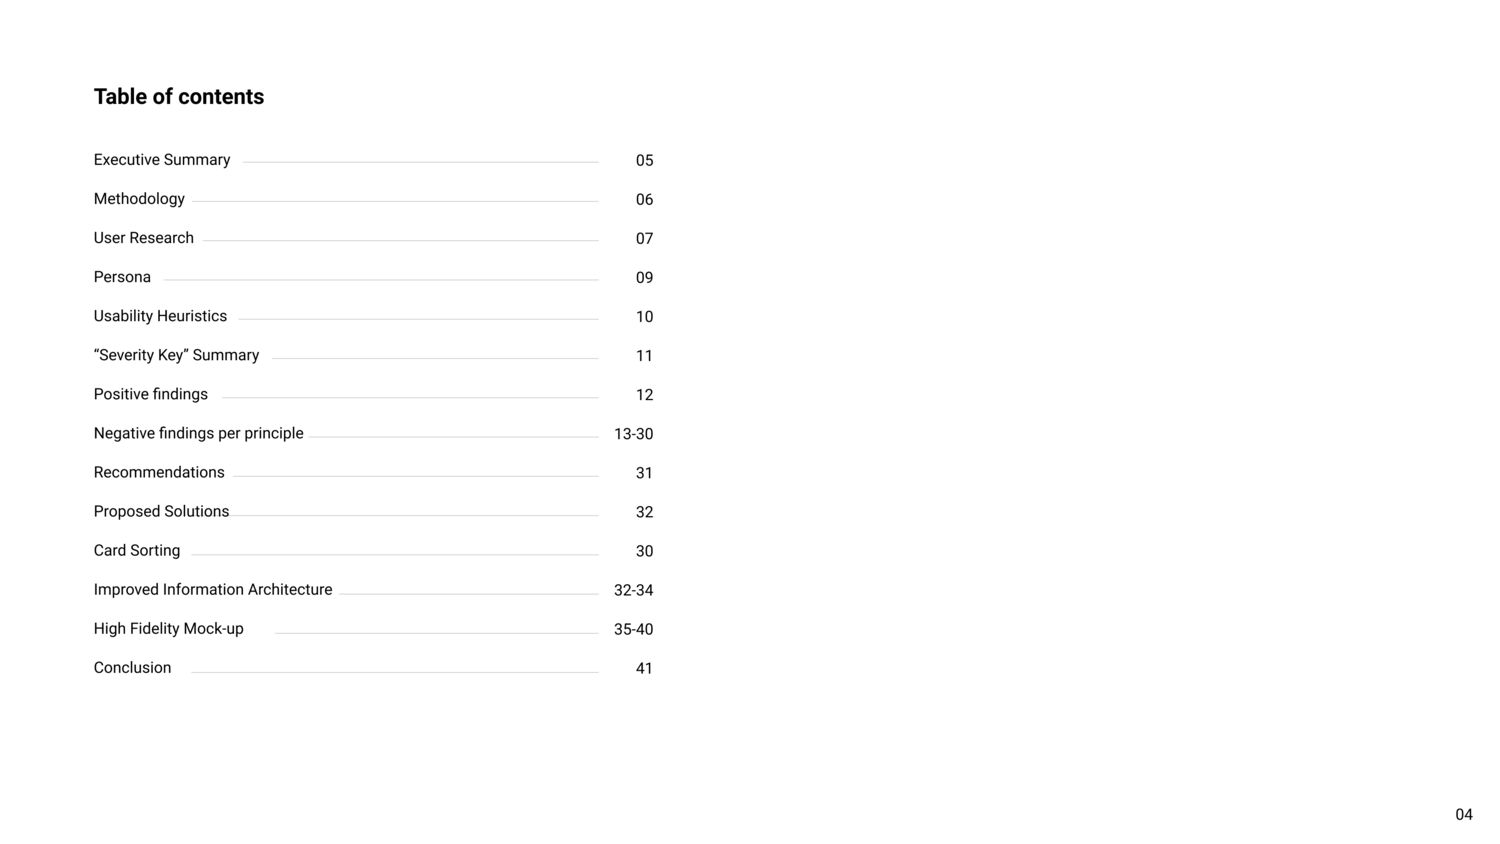 Table of contents
Executive Summary 05
Methodology 06
User Research 07
Persona 09
Usability Heuristics 10
“Severity Key” Summary 11
Positive findings 12
Negative findings per principle 13-30
Recommendations 31
Proposed Solutions 32
Card Sorting 30
Improved Information Architecture 32-34
High Fidelity Mock-up 35-40
Conclusion 41
04